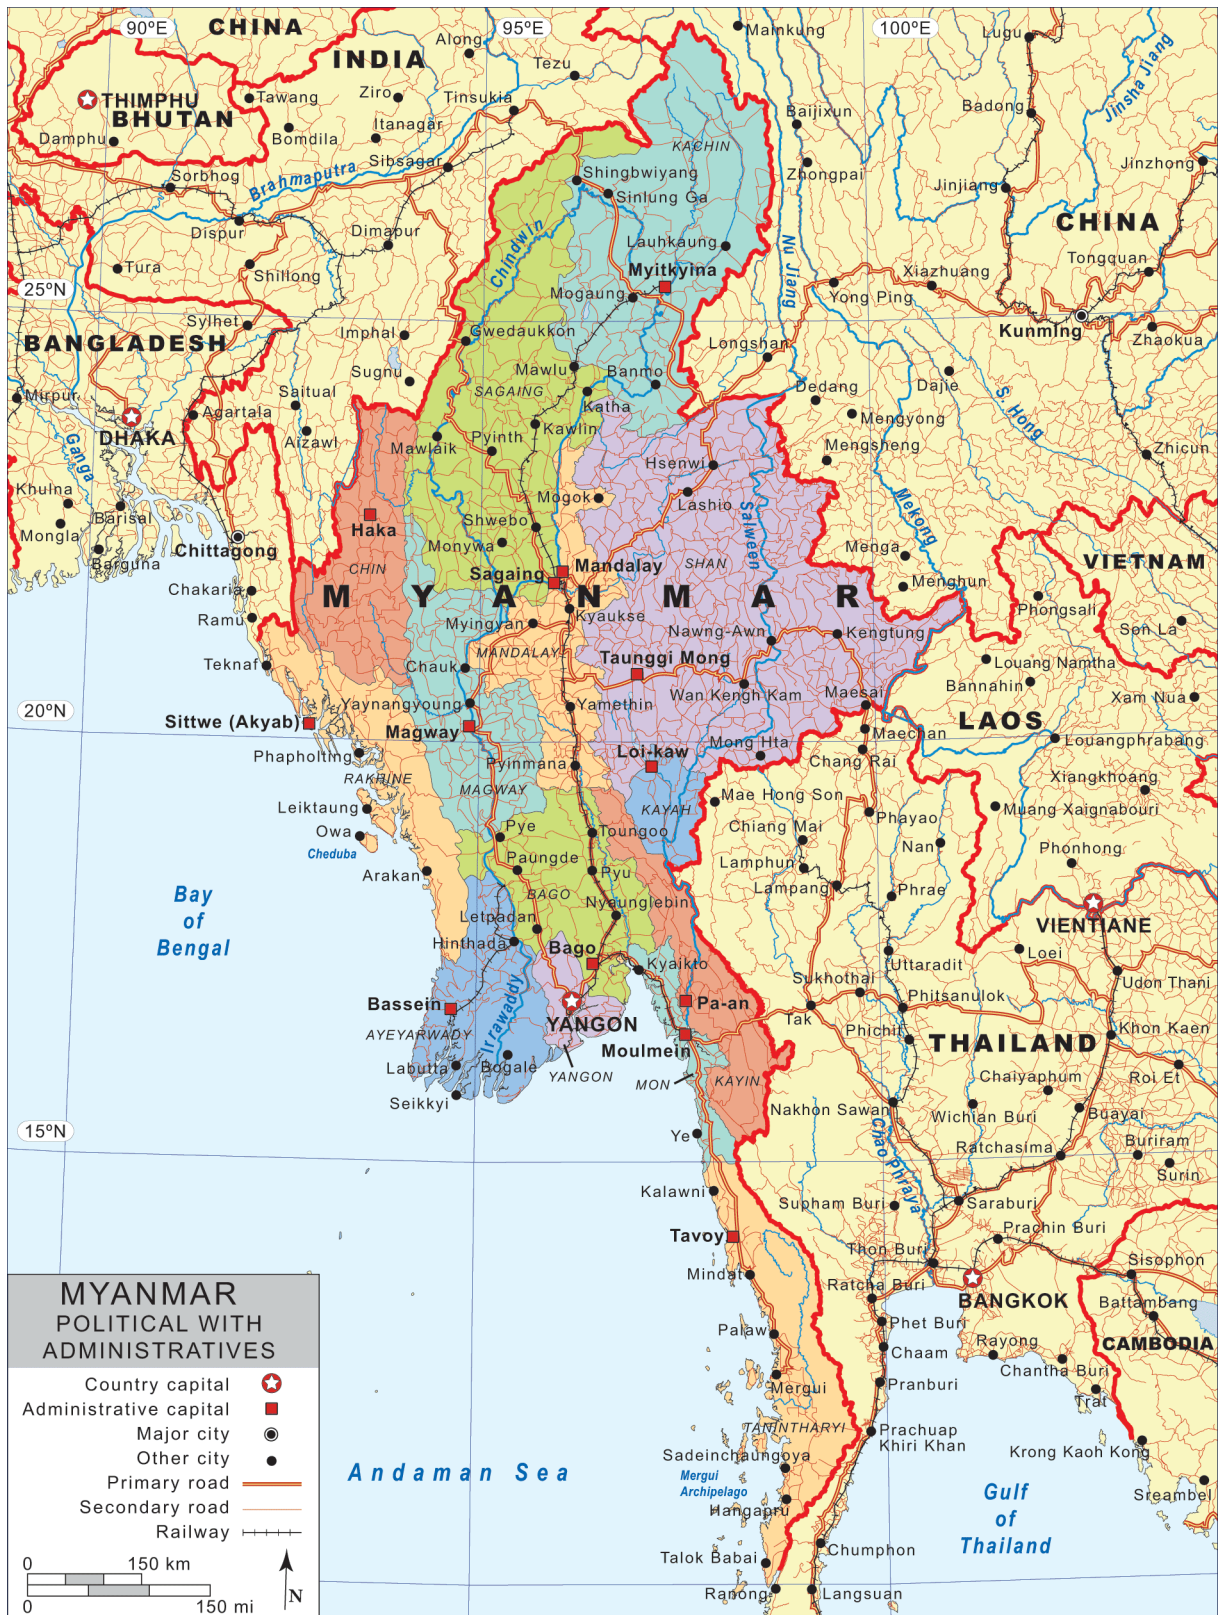 90°E
95°E
100°E
CHINA
INDIA
Along
Mainkung
Lugu
Tezu
Jinsha Jiang
THIMPHU
BHUTAN
Tawang
Ziro
Tinsukia
Baijixun
Badong
Damphu
Bomdila
Itanagar
KACHIN
Sibsagar
Brahmaputra
Sorbhog
Shingbwiyang
Zhongpai
Jinjiang
Jinzhong
Sinlung Ga
CHINA
Dispur
Dimapur
Chindwin
Lauhkaung
Nu Jiang
Tura
Shillong
Myitkyina
Xiazhuang
Tongquan
25°N
Mogaung
Yong Ping
Sylhet
Imphal
Gwedaukkon
Kunming
Zhaokua
BANGLADESH
Longshan
Sugnu
Mawlu
Banmo
Mirpur
Saitual
SAGAING
Dedang
Dajie
S. Hong
Agartala
Katha
Mengyong
DHAKA
Aizawl
Mawlaik
Pyinth
Kawlin
Mengsheng
Zhicun
Ganga
Hsenwi
Khulna
Mogok
Lashio
Mekong
Barisal
Salween
Mongla
Haka
Shwebo
Chittagong
Monywa
Menga
VIETNAM
Barguna
CHIN
Sagaing
Mandalay
SHAN
Menghun
Chakaria
MYANMAR
Phongsali
Ramu
Myingyan
Kyaukse
Son La
Nawng-Awn
Kengtung
Teknaf
MANDALAY
Chauk
Taunggi Mong
Louang Namtha
Bannahin
Xam Nua
20°N
Yaynangyoung
Wan Kengh Kam
Maesai
Sittwe (Akyab)
Yamethin
LAOS
Magway
Maechan
Mong Hta
Louangphrabang
Phapholting
Loi-kaw
Chang Rai
Pyinmana
RAKHINE
Xiangkhoang
MAGWAY
Mae Hong Son
Leiktaung
KAYAH
Muang Xaignabouri
Phayao
Owa
Pye
Toungoo
Chiang Mai
Cheduba
Nan
Phonhong
Paungde
Lamphun
Arakan
Pyu
Lampang
Phrae
Bay
of
Bengal
BAGO
Nyaunglebin
Letpadan
VIENTIANE
Hinthada
Bago
Loei
Kyaikto
Uttaradit
Sukhothai
Udon Thani
Bassein
Irrawaddy
Pa-an
Phitsanulok
YANGON
Tak
Phichit
Khon Kaen
AYEYARWADY
Moulmein
THAILAND
Labutta
Bogale
YANGON
MON
KAYIN
Chaiyaphum
Roi Et
Seikkyi
Nakhon Sawan
Wichian Buri
Buayai
15°N
Ye
Chao Phraya
Ratchasima
Buriram
Surin
Kalawni
Supham Buri
Saraburi
Tavoy
Prachin Buri
Thon Buri
Sisophon
Mindat
Ratcha Buri
BANGKOK
Battambang
MYANMAR
POLITICAL WITH
ADMINISTRATIVES
Palaw
Phet Buri
Rayong
CAMBODIA
Chaam
Chantha Buri
Country capital
Mergui
Pranburi
Trat
Administrative capital
Major city
TANINTHARYI
Prachuap
Khiri Khan
Other city
Sadeinchaungoya
Krong Kaoh Kong
Andaman Sea
Mergui
Archipelago
Primary road
Gulf
of
Thailand
Sreambel
Secondary road
Hangapru
Railway
Chumphon
0 150 km
Talok Babai
N
Ranong
Langsuan
0 150 mi